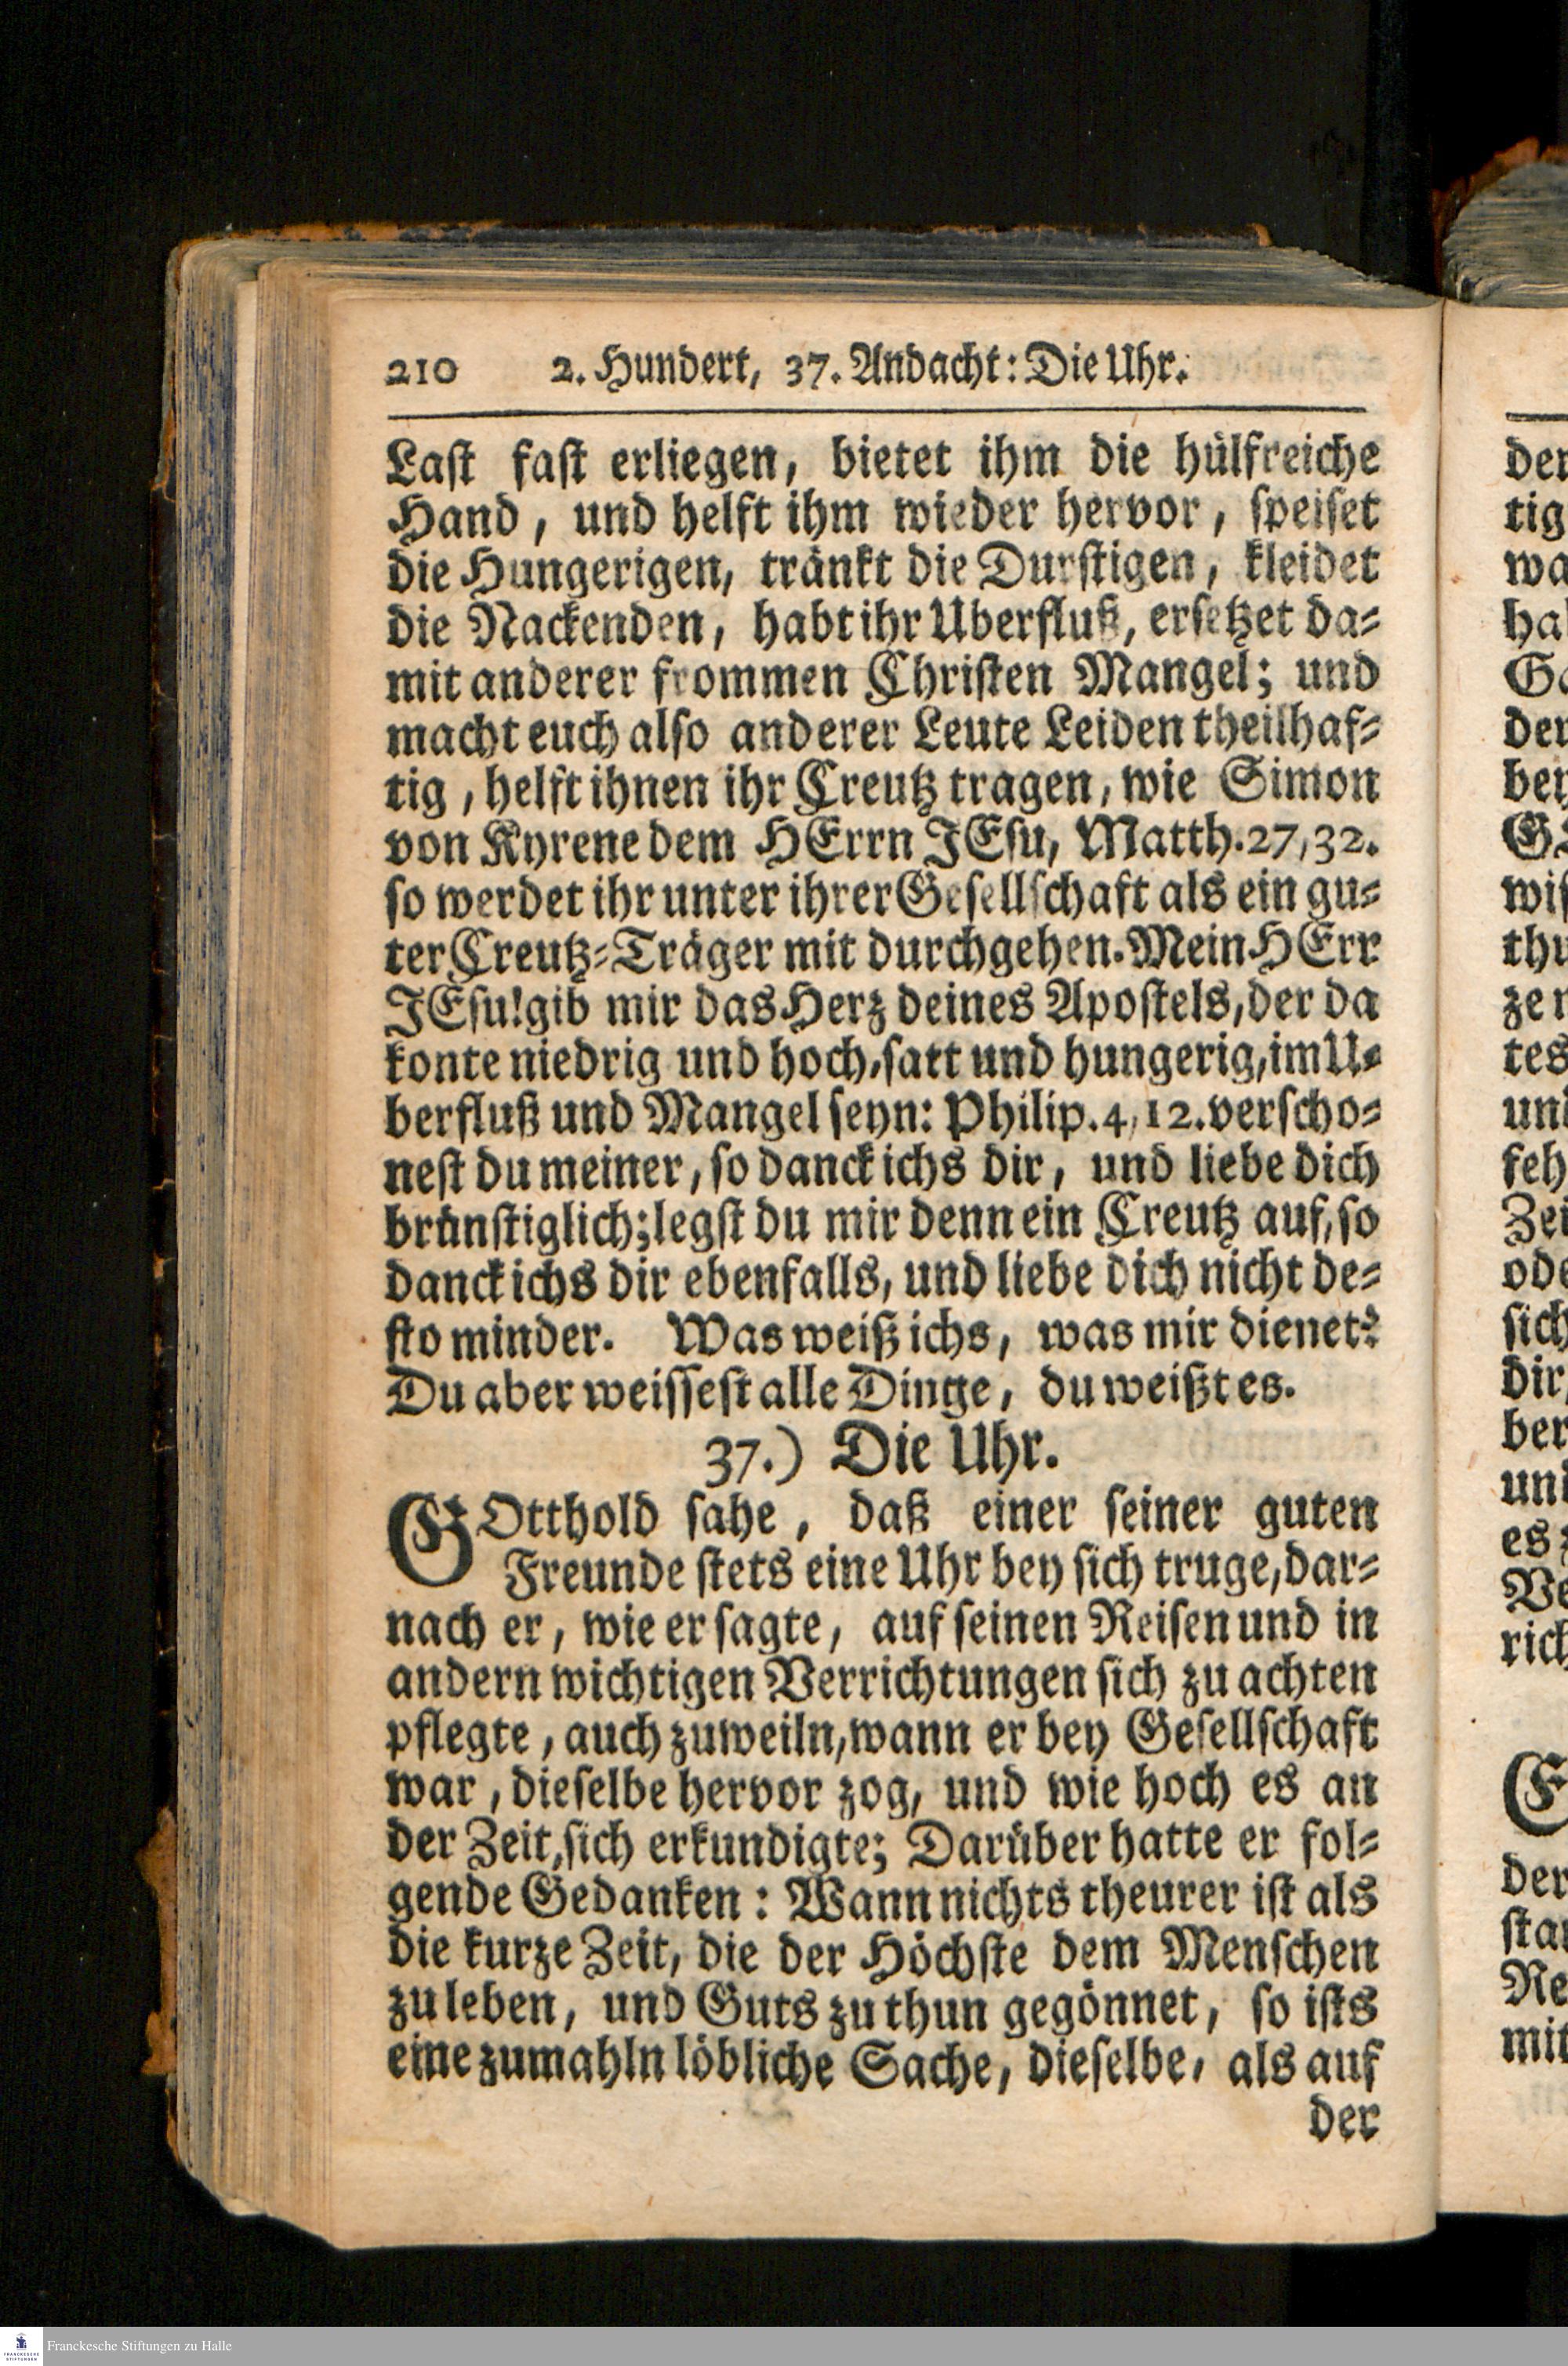 210 2. Hundert, 37. Andacht: Die Uhr.
Laſt faſt erliegen, bietet ihm die hülfreiche
Hand, und helft ihm wieder hervor, ſpeiſet
die Hungerigen, tränkt die Durſtigen, kleidet
die Nackenden, habt ihr Uberfluß, erſetzet da⸗
mit anderer frommen Chriſten Mangel; und
macht euch alſo anderer Leute Leiden theilhaf⸗
tig, helft ihnen ihr Creutz tragen, wie Simon
von Kyrene dem HErrn JEſu, Matth. 27, 32.
ſo werdet ihr unter ihrer Geſellſchaft als ein gu⸗
ter Creutz⸗Träger mit durchgehen. Mein HErr
JEſu! gib mir das Herz deines Apoſtels, der da
konte niedrig und hoch, ſatt und hungerig, im U⸗
berfluß und Mangel ſeyn: Philip. 4, 12. verſcho⸗
neſt du meiner, ſo danck ichs dir, und liebe dich
brünſtiglich; legſt du mir denn ein Creutz auf, ſo
danck ichs dir ebenfalls, und liebe dich nicht de⸗
ſto minder. Was weiß ichs, was mir dienet?
Du aber weiſſeſt alle Dinge, du weißt es.
37.) Die Uhr.
GOtthold ſahe, daß einer ſeiner guten
Freunde ſtets eine Uhr bey ſich truge, dar⸗
nach er, wie er ſagte, auf ſeinen Reiſen und in
andern wichtigen Verrichtungen ſich zu achten
pflegte, auch zuweiln, wann er bey Geſellſchaft
war, dieſelbe hervor zog, und wie hoch es an
der Zeit, ſich erkundigte; Darüber hatte er fol⸗
gende Gedanken: Wann nichts theurer iſt als
die kurze Zeit, die der Höchſte dem Menſchen
zu leben, und Guts zu thun gegönnet, ſo iſts
eine zumahln löbliche Sache, dieſelbe, als auf
der
Franckesche Stiftungen zu Halle